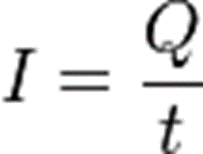 I = Q/t